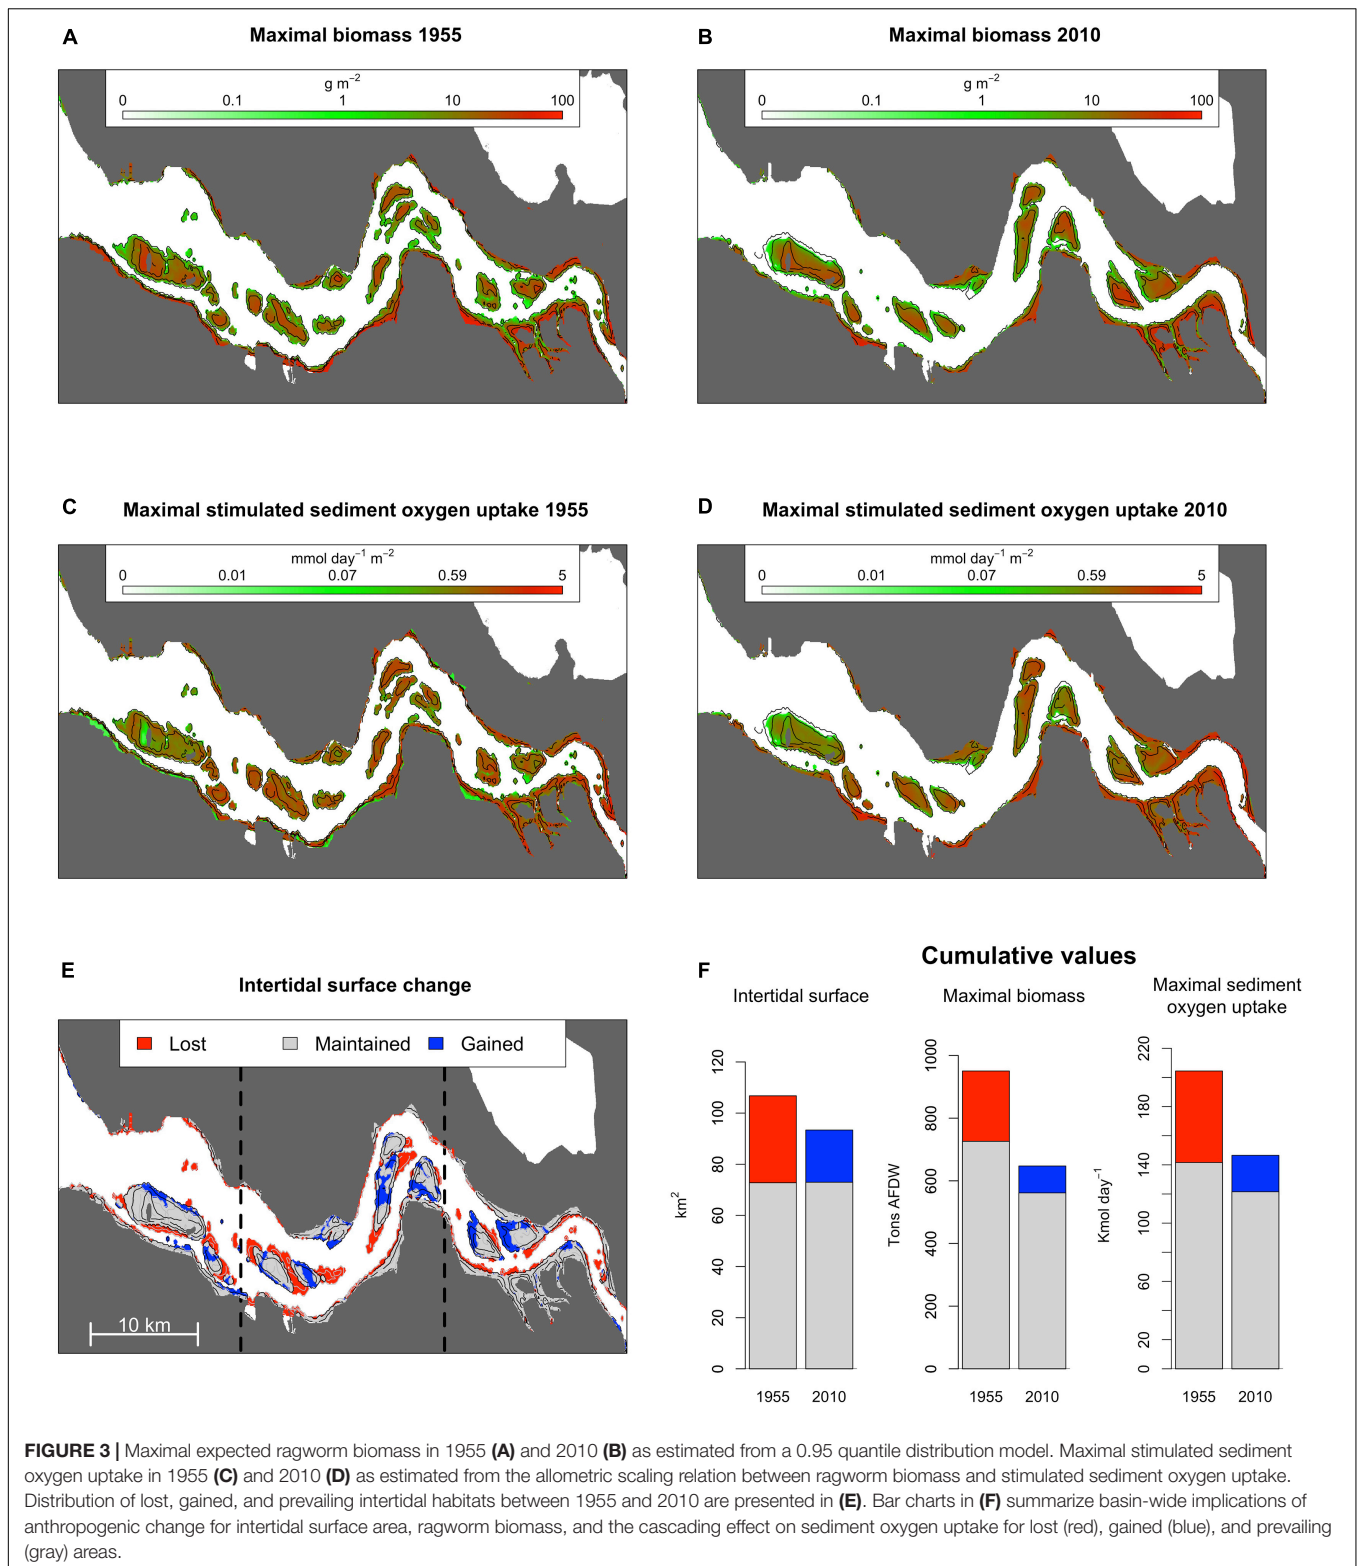 A Maximal biomass 1955
g m−2
0 0.1 1 10 100
B Maximal biomass 2010
g m−2
0 0.1 1 10 100
C Maximal stimulated sediment oxygen uptake 1955
mmol day−1 m−2
0 0.01 0.07 0.59 5
D Maximal stimulated sediment oxygen uptake 2010
mmol day−1 m−2
0 0.01 0.07 0.59 5
E Intertidal surface change
Lost Maintained Gained
10 km
F Cumulative values
Intertidal surface
km2
0 20 40 60 80 100 120
1955 2010
Maximal biomass
Tons AFDW
0 200 400 600 800 1000
1955 2010
Maximal sediment
oxygen uptake
Kmol day−1
0 20 60 100 140 180 220
1955 2010
FIGURE 3 | Maximal expected ragworm biomass in 1955 (A) and 2010 (B) as estimated from a 0.95 quantile distribution model. Maximal stimulated sediment
oxygen uptake in 1955 (C) and 2010 (D) as estimated from the allometric scaling relation between ragworm biomass and stimulated sediment oxygen uptake.
Distribution of lost, gained, and prevailing intertidal habitats between 1955 and 2010 are presented in (E). Bar charts in (F) summarize basin-wide implications of
anthropogenic change for intertidal surface area, ragworm biomass, and the cascading effect on sediment oxygen uptake for lost (red), gained (blue), and prevailing
(gray) areas.